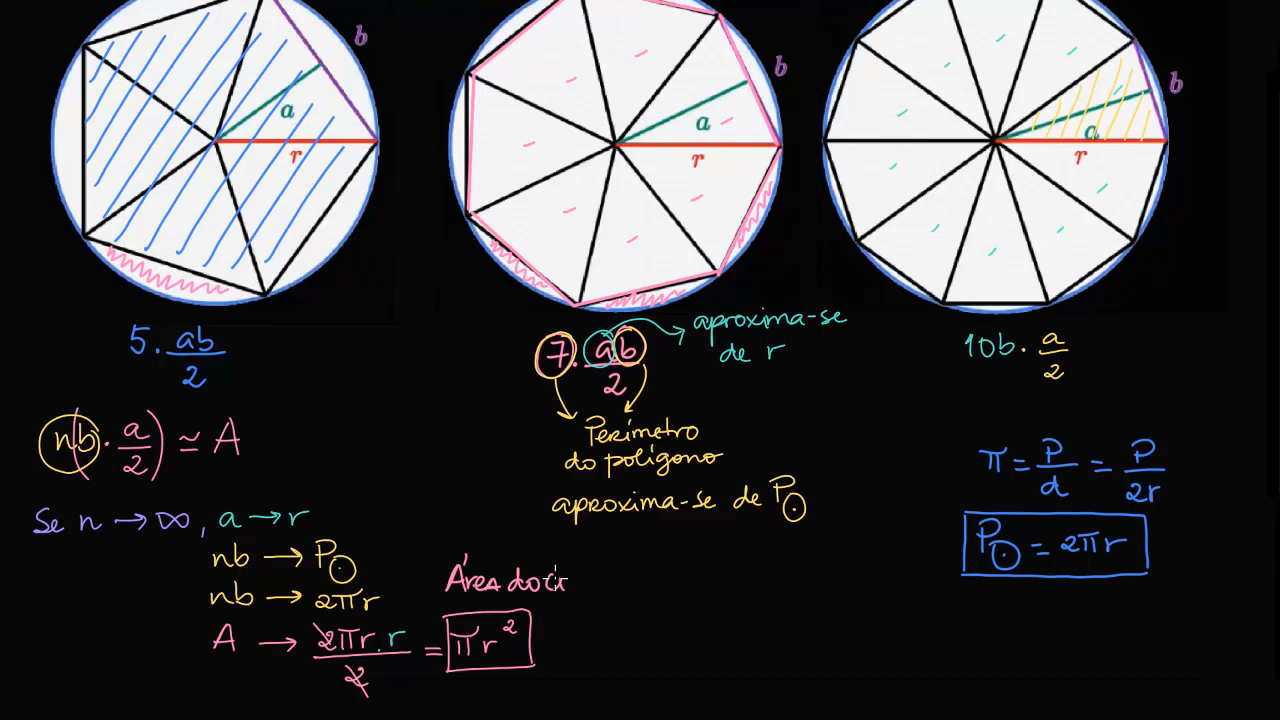 b
a
r
b
a
r
b
a
r
5 . ab/2
7 . ab/2
aproxima-se
de r
10b . a/2
Perímetro
do polígono
aproxima-se de P⊙
(nb . a/2) ≃ A
Se n → ∞, a → r
nb → P⊙
nb → 2πr
A → 2πr . r/2 = πr²
Área do cí
π = P/d = P/2r
P⊙ = 2πr